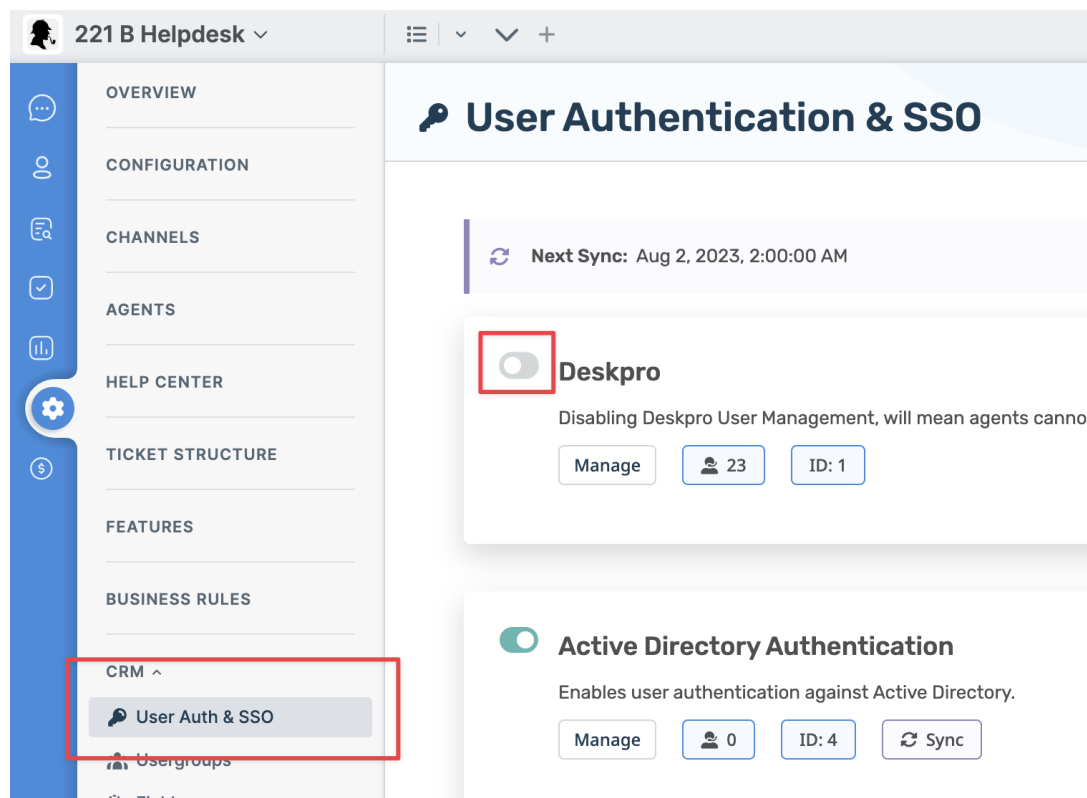 221 B Helpdesk
OVERVIEW
CONFIGURATION
CHANNELS
AGENTS
HELP CENTER
TICKET STRUCTURE
FEATURES
BUSINESS RULES
CRM
User Auth & SSO
Usergroups
User Authentication & SSO
Next Sync: Aug 2, 2023, 2:00:00 AM
Deskpro
Disabling Deskpro User Management, will mean agents canno
Manage
23
ID: 1
Active Directory Authentication
Enables user authentication against Active Directory.
Manage
0
ID: 4
Sync